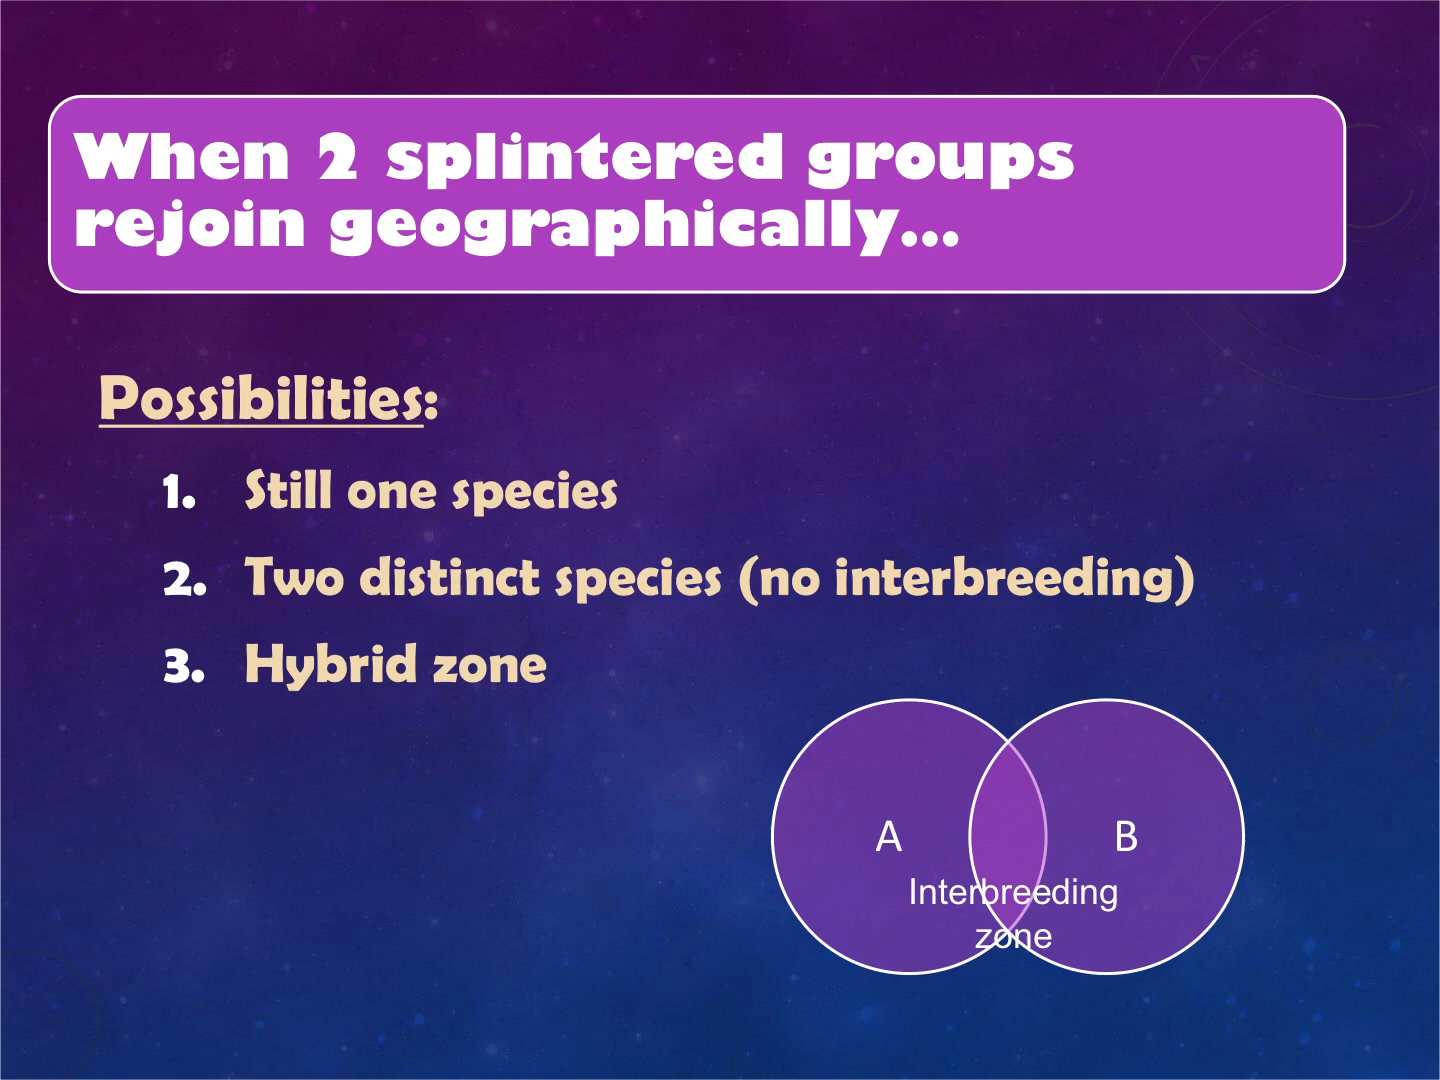 When 2 splintered groups
rejoin geographically...
Possibilities:
1. Still one species
2. Two distinct species (no interbreeding)
3. Hybrid zone
A
B
Interbreeding
zone